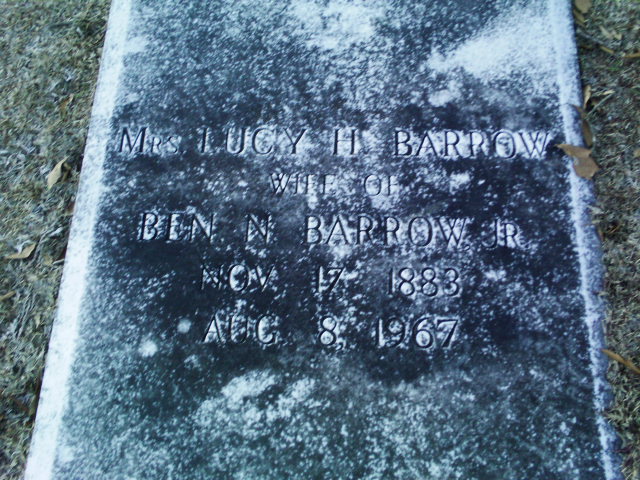 MRS. LUCY H. BARROW
WIFE OF
BEN N. BARROW, JR.
NOV. 17, 1883
AUG. 8, 1967